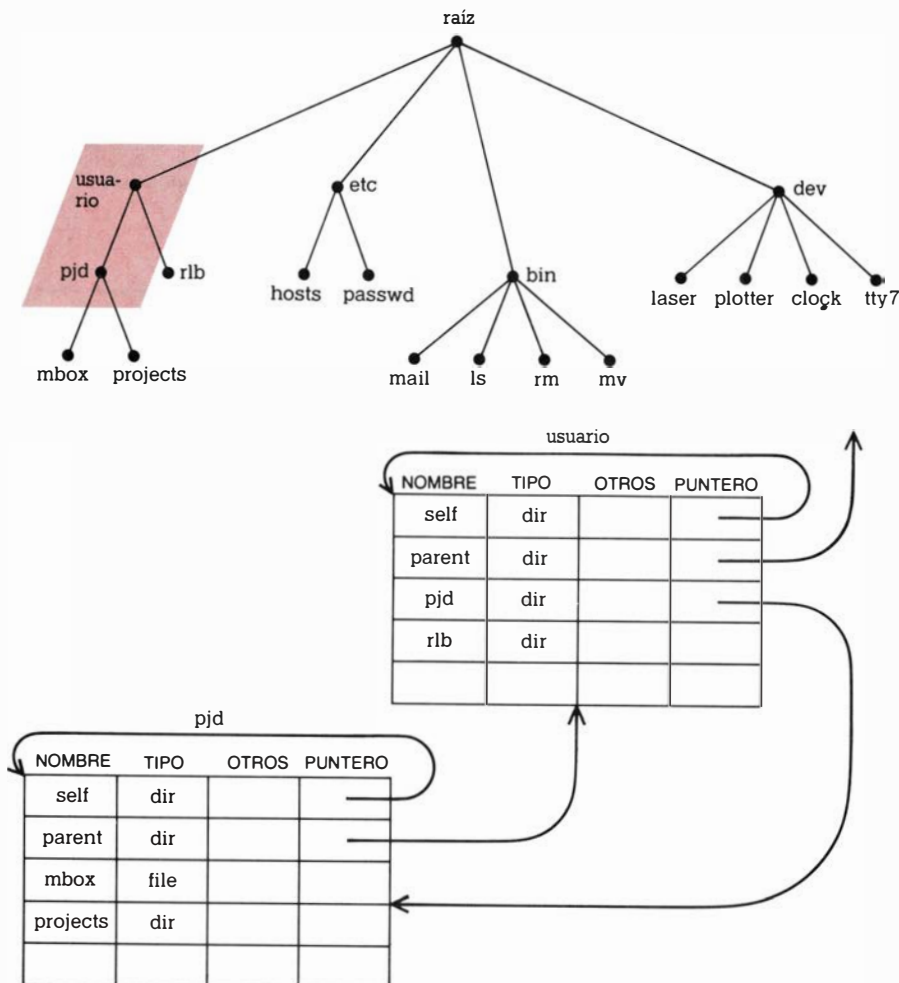 raíz
usua-
rio
etc
dev
pjd
rlb
hosts passwd
bin
laser plotter clock tty7
mbox projects
mail ls rm mv
usuario
NOMBRE TIPO OTROS PUNTERO
self dir
parent dir
pjd dir
rlb dir
pjd
NOMBRE TIPO OTROS PUNTERO
self dir
parent dir
mbox file
projects dir